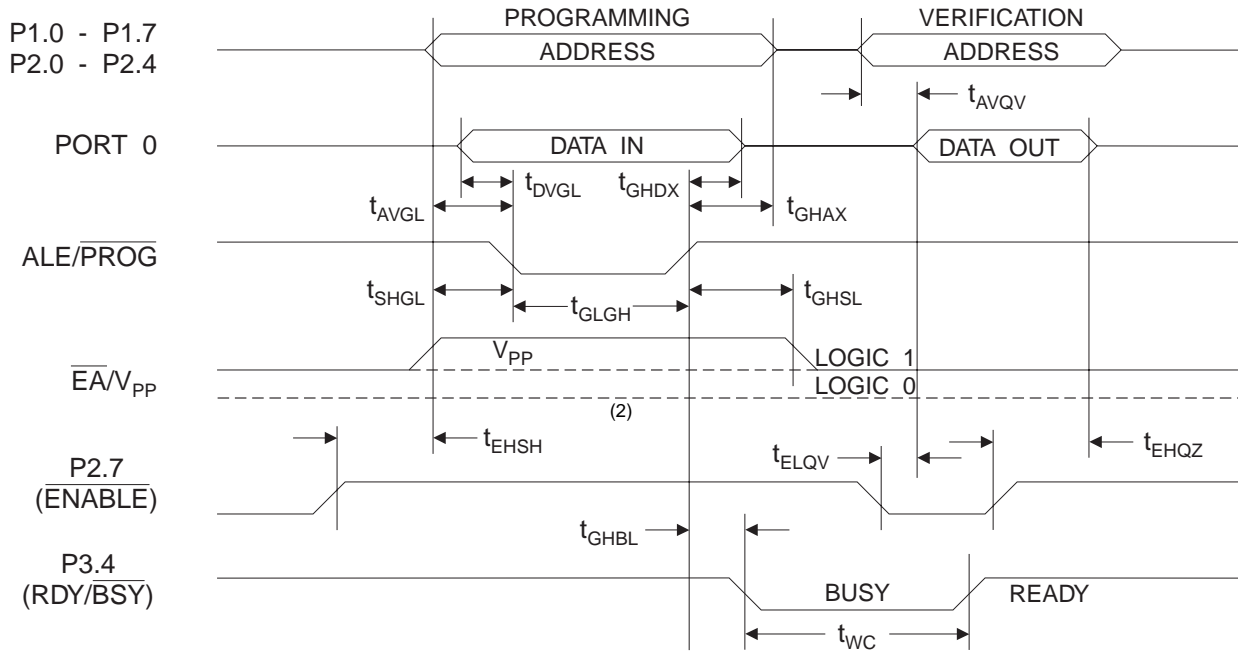 PROGRAMMING VERIFICATION
P1.0 - P1.7
P2.0 - P2.4
ADDRESS ADDRESS
tAVQV
PORT 0 DATA IN DATA OUT
tDVGL tGHDX
tAVGL tGHAX
ALE/PROG
tSHGL tGLGH tGHSL
VPP LOGIC 1
EA/VPP LOGIC 0
(2)
tEHSH tELQV tEHQZ
P2.7
(ENABLE)
tGHBL
P3.4
(RDY/BSY) BUSY READY
tWC